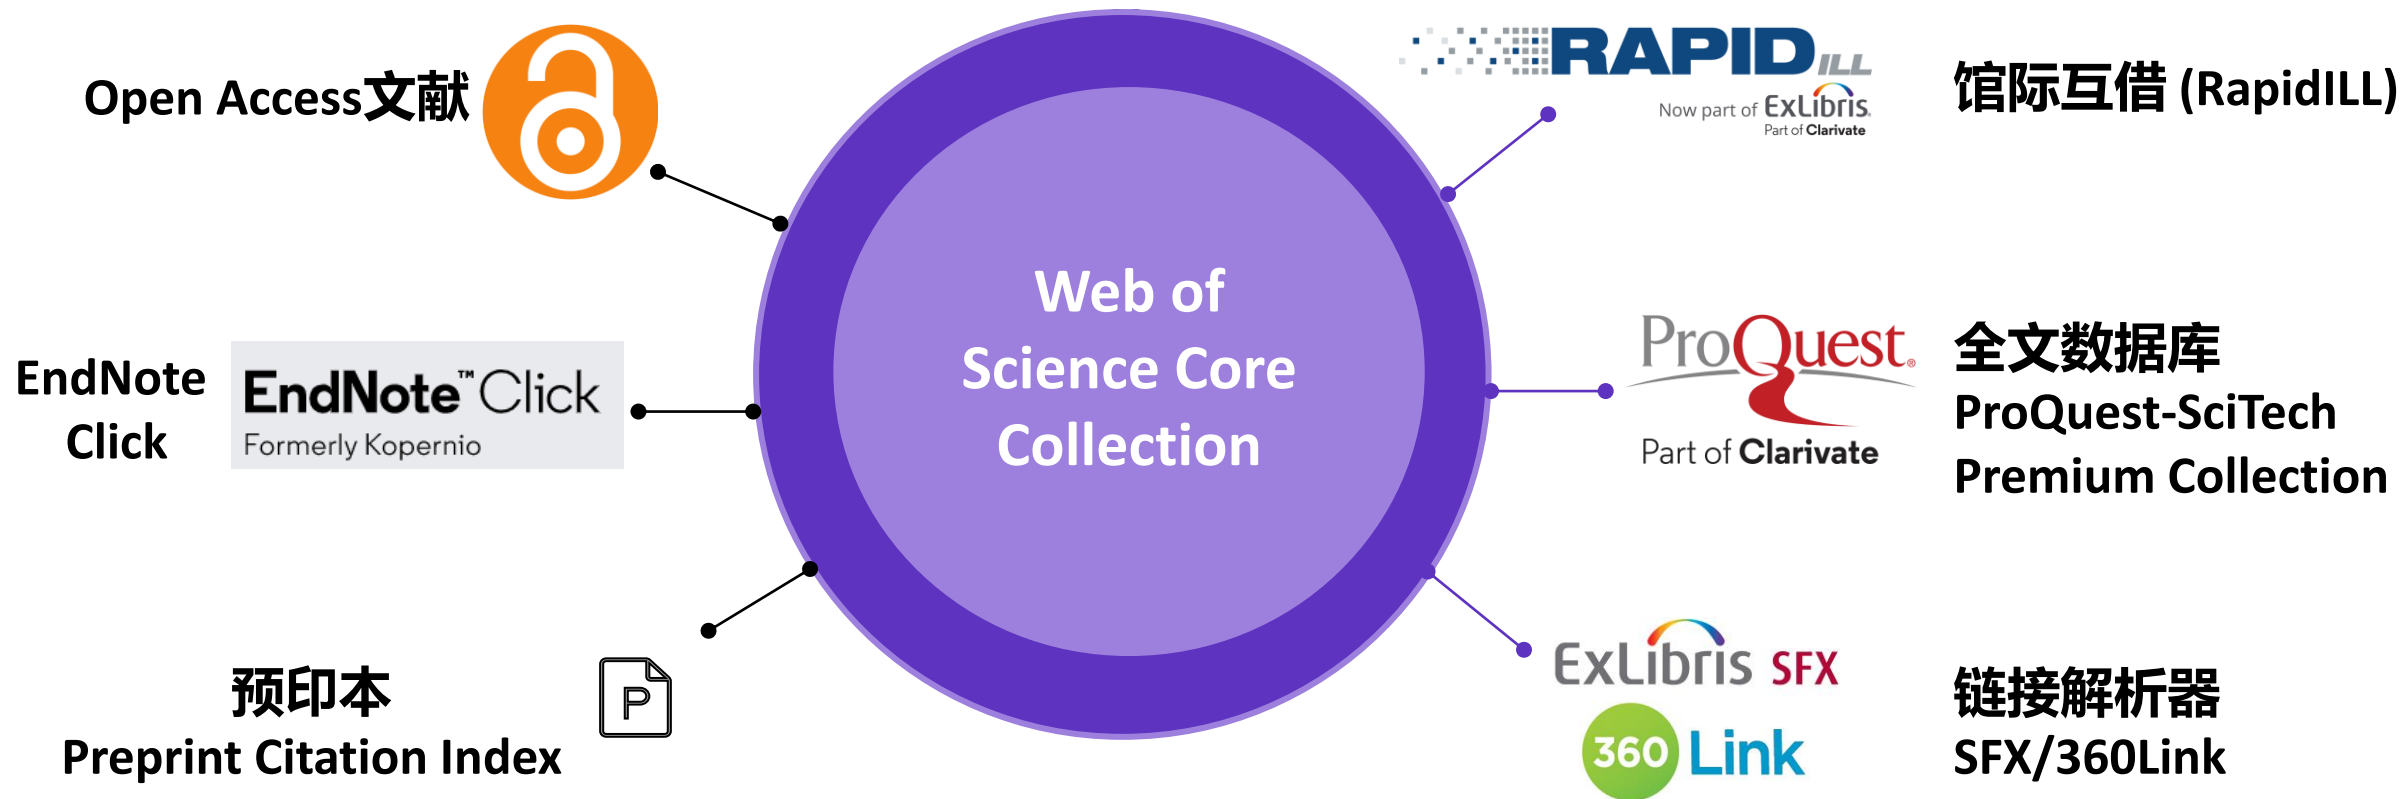 Open Access文献
EndNote
Click
EndNote™ Click
Formerly Kopernio
预印本
Preprint Citation Index
P
Web of
Science Core
Collection
RAPID ILL
Now part of ExLibris.
Part of Clarivate
馆际互借 (RapidILL)
ProQuest®
Part of Clarivate
全文数据库
ProQuest-SciTech
Premium Collection
ExLibris SFX
360 Link
链接解析器
SFX/360Link